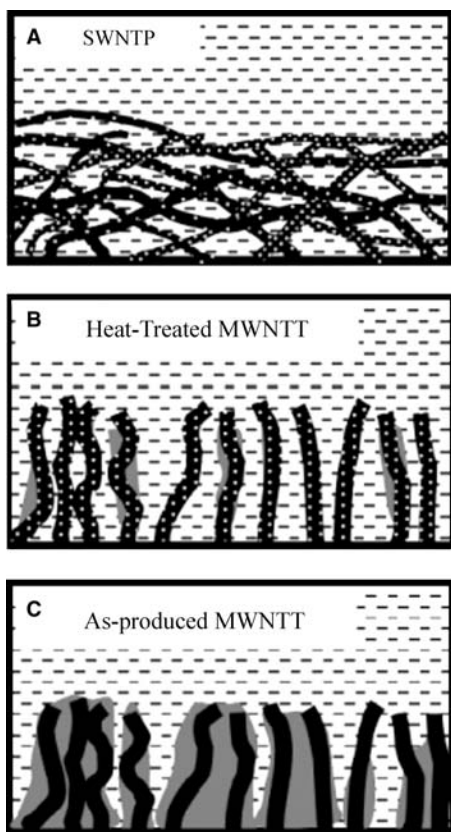 A
SWNTP
B
Heat-Treated MWNTT
C
As-produced MWNTT